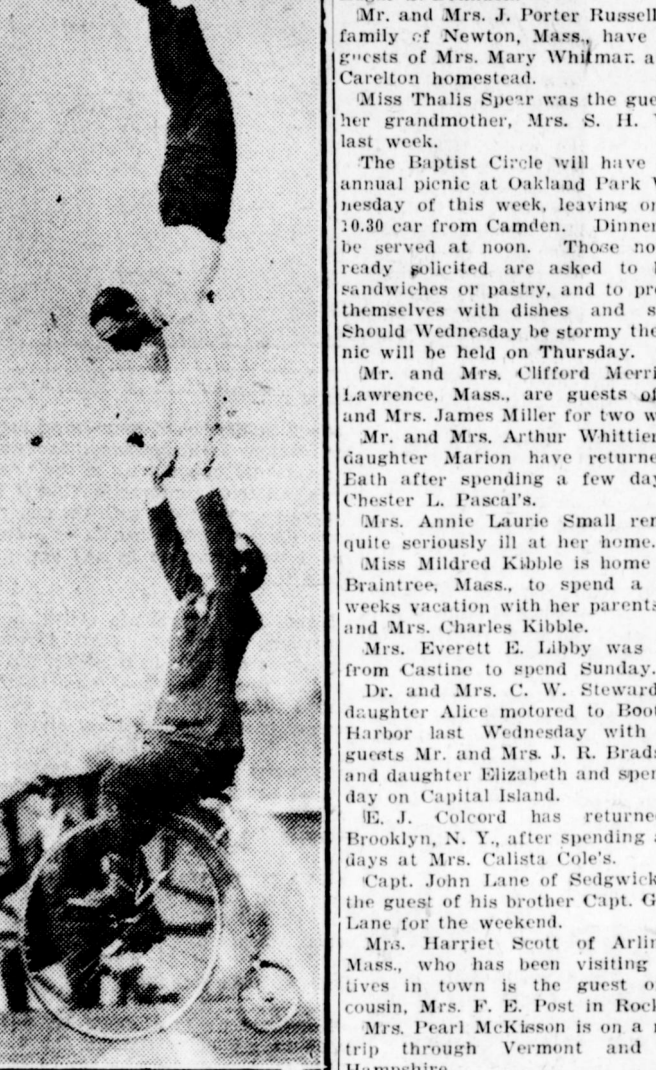 Mr. and Mrs. J. Porter Russell
family of Newton, Mass., have
guests of Mrs. Mary Whitman a
Carelton homestead.
Miss Thalis Spear was the gue
her grandmother, Mrs. S. H.
last week.
The Baptist Circle will have
annual picnic at Oakland Park
nesday of this week, leaving on
10.30 car from Camden. Dinner
be served at noon. Those no
ready solicited are asked to
sandwiches or pastry, and to pro
themselves with dishes and s
Should Wednesday be stormy the
nic will be held on Thursday.
Mr. and Mrs. Clifford Merri
Lawrence, Mass., are guests of
and Mrs. James Miller for two w
Mr. and Mrs. Arthur Whittier
daughter Marion have returne
Eath after spending a few day
Chester L. Pascal's.
Mrs. Annie Laurie Small rem
quite seriously ill at her home.
Miss Mildred Kibble is home
Braintree, Mass., to spend a
weeks vacation with her parents
and Mrs. Charles Kibble.
Mrs. Everett E. Libby was
from Castine to spend Sunday.
Dr. and Mrs. C. W. Steward
daughter Alice motored to Boot
Harbor last Wednesday with
guests Mr. and Mrs. J. R. Brads
and daughter Elizabeth and spen
day on Capital Island.
E. J. Colcord has returne
Brooklyn, N. Y., after spending a
days at Mrs. Calista Cole's.
Capt. John Lane of Sedgwick
the guest of his brother Capt. G
Lane for the weekend.
Mrs. Harriet Scott of Arlin
Mass., who has been visiting
tives in town is the guest o
cousin, Mrs. F. E. Post in Rock
Mrs. Pearl McKisson is on a
trip through Vermont and